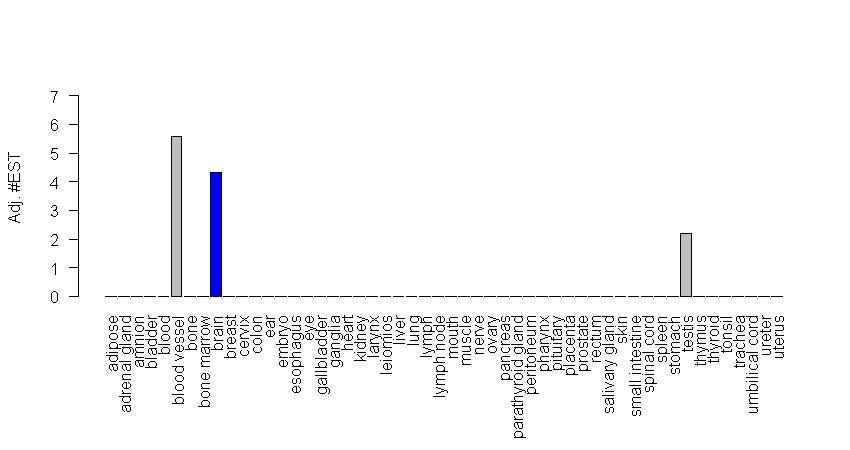 Adj. #EST
7
6
5
4
3
2
1
0
adipose
adrenal gland
amnion
bladder
blood
blood vessel
bone
bone marrow
brain
breast
cervix
colon
ear
embryo
esophagus
eye
gallbladder
ganglia
heart
kidney
larynx
leiomios
liver
lung
lymph
lymph node
mouth
muscle
nerve
ovary
pancreas
parathyroid gland
peritoneum
pharynx
pituitary
placenta
prostate
rectum
salivary gland
skin
small intestine
spinal cord
spleen
stomach
testis
thymus
thyroid
tonsil
trachea
umbilical cord
ureter
uterus